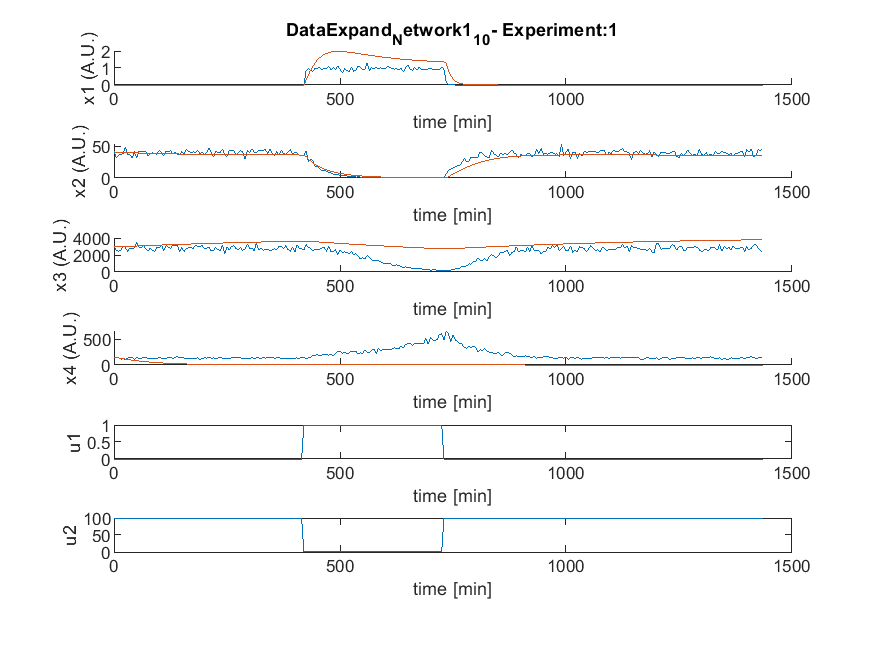 DataExpand_Network1_10- Experiment:1
x1 (A.U.)
2
1
0
0 500 1000 1500
time [min]
x2 (A.U.)
50
0
0 500 1000 1500
time [min]
x3 (A.U.)
4000
2000
0
0 500 1000 1500
time [min]
x4 (A.U.)
500
0
0 500 1000 1500
time [min]
u1
1
0.5
0
0 500 1000 1500
time [min]
u2
100
50
0
0 500 1000 1500
time [min]